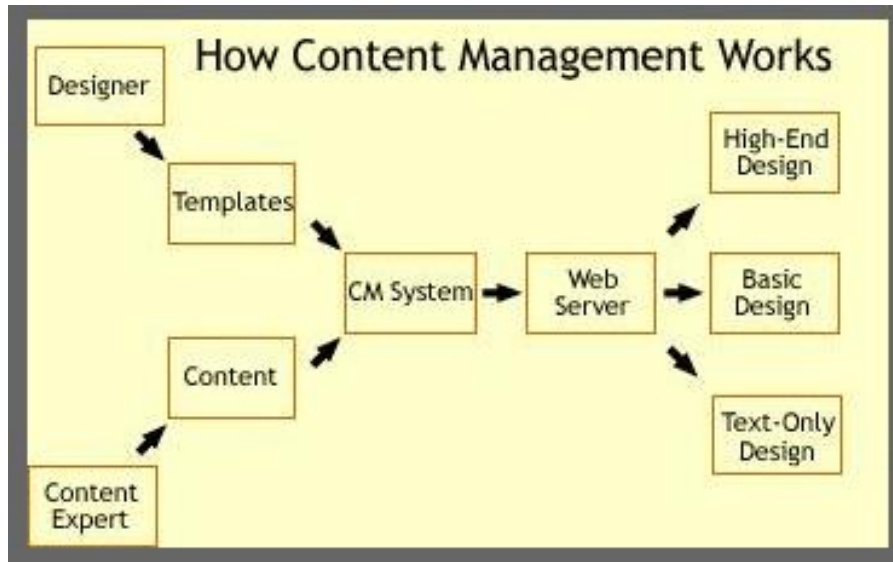 How Content Management Works
Designer
Templates
Content
Content
Expert
CM System
Web
Server
High-End
Design
Basic
Design
Text-Only
Design